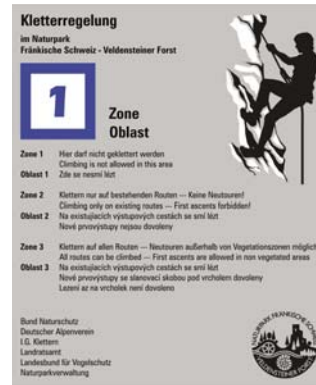 Kletterregelung
im Naturpark
Fränkische Schweiz - Veldensteiner Forst
1
Zone
Oblast
Zone 1 Hier darf nicht geklettert werden
Climbing is not allowed in this area
Oblast 1 Zde se nesmí lézt
Zone 2 Klettern nur auf bestehenden Routen — Keine Neutouren!
Climbing only on existing routes — First ascents forbidden!
Oblast 2 Na existujících výstupových cestách se smí lézt
Nové prvovýstupy nejsou dovoleny
Zone 3 Klettern auf allen Routen — Neutouren außerhalb von Vegetationszonen möglich
All routes can be climbed — First ascents are allowed in non vegetated areas
Oblast 3 Na existujících výstupových cestách se smí lézt
Nové prvovýstupy se slanovací skobou pod vrcholem dovoleny
Lezení az na vrcholek není dovoleno
Bund Naturschutz
Deutscher Alpenverein
I.G. Klettern
Landratsamt
Landesbund für Vogelschutz
Naturparkverwaltung
NATURPARK FRÄNKISCHE SCHWEIZ
VELDENSTEINER FORST